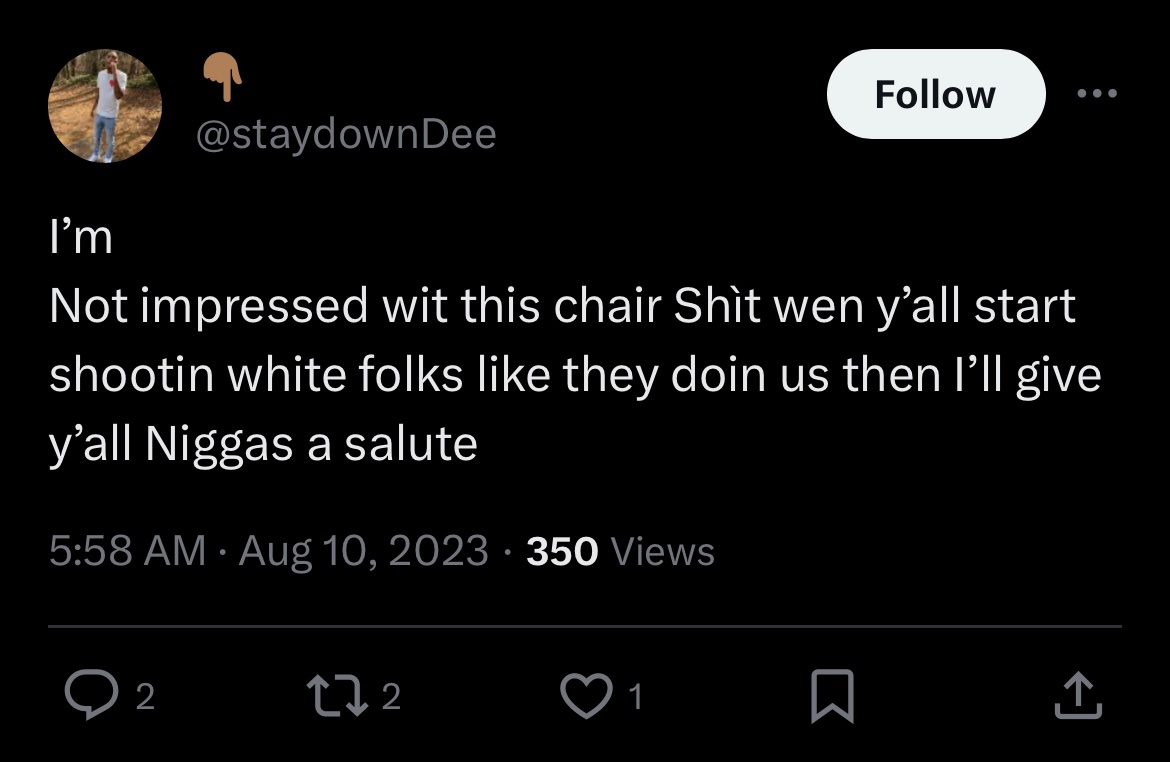 @staydownDee
Follow
I’m
Not impressed wit this chair Shìt wen y’all start
shootin white folks like they doin us then I’ll give
y’all Niggas a salute
5:58 AM · Aug 10, 2023 · 350 Views
2 2 1